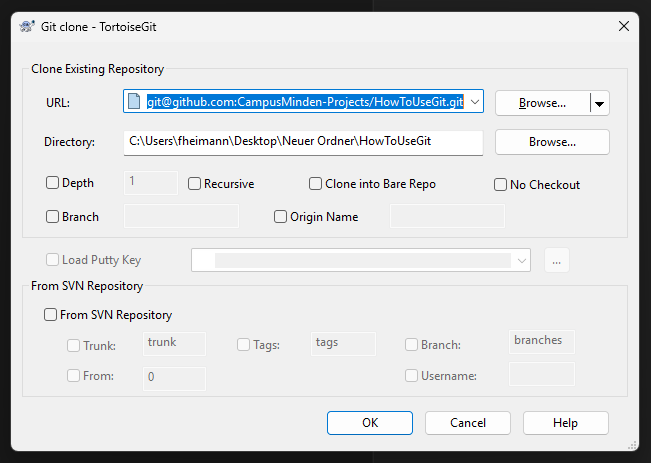 Git clone - TortoiseGit
Clone Existing Repository
URL: git@github.com:CampusMinden-Projects/HowToUseGit.git Browse...
Directory: C:\Users\fheimann\Desktop\Neuer Ordner\HowToUseGit Browse...
Depth 1 Recursive Clone into Bare Repo No Checkout
Branch Origin Name
Load Putty Key ...
From SVN Repository
From SVN Repository
Trunk: trunk Tags: tags Branch: branches
From: 0 Username:
OK Cancel Help